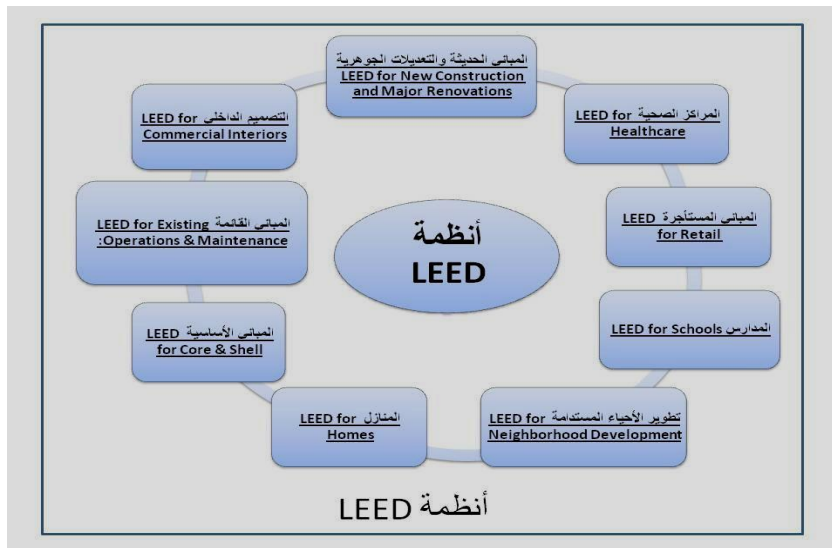 المباني الحديثة والتعديلات الجوهرية
LEED for New Construction
and Major Renovations
المراكز الصحية LEED for
Healthcare
المباني المستأجرة LEED
for Retail
المدارس LEED for Schools
تطوير الأحياء المستدامة LEED for
Neighborhood Development
المنازل LEED for
Homes
المباني الأساسية LEED
for Core & Shell
المباني القائمة LEED for Existing
:Operations & Maintenance
التصميم الداخلي LEED for
Commercial Interiors
أنظمة
LEED
أنظمة LEED